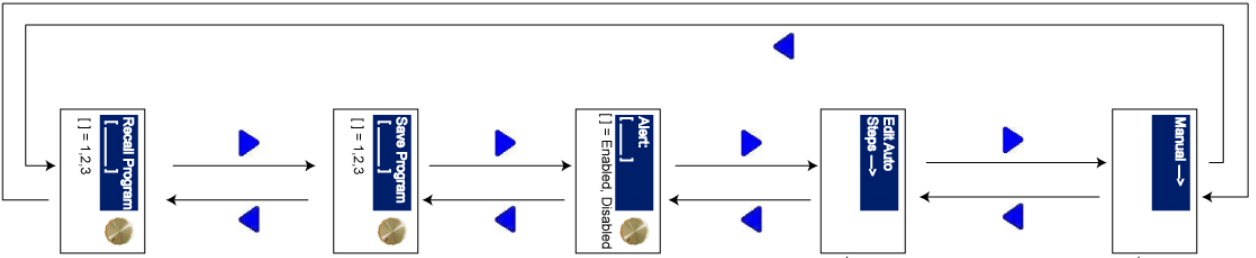 Recall Program
[____]
[ ] = 1,2,3
Save Program
[____]
[ ] = 1,2,3
Alert:
[____]
[ ] = Enabled, Disabled
Edit Auto
Steps —>
Manual —>